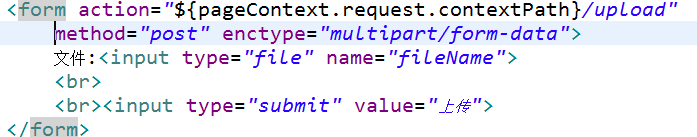 <form action="${pageContext.request.contextPath}/upload"
method="post" enctype="multipart/form-data">
文件:<input type="file" name="fileName">
<br>
<br><input type="submit" value="上传">
</form>